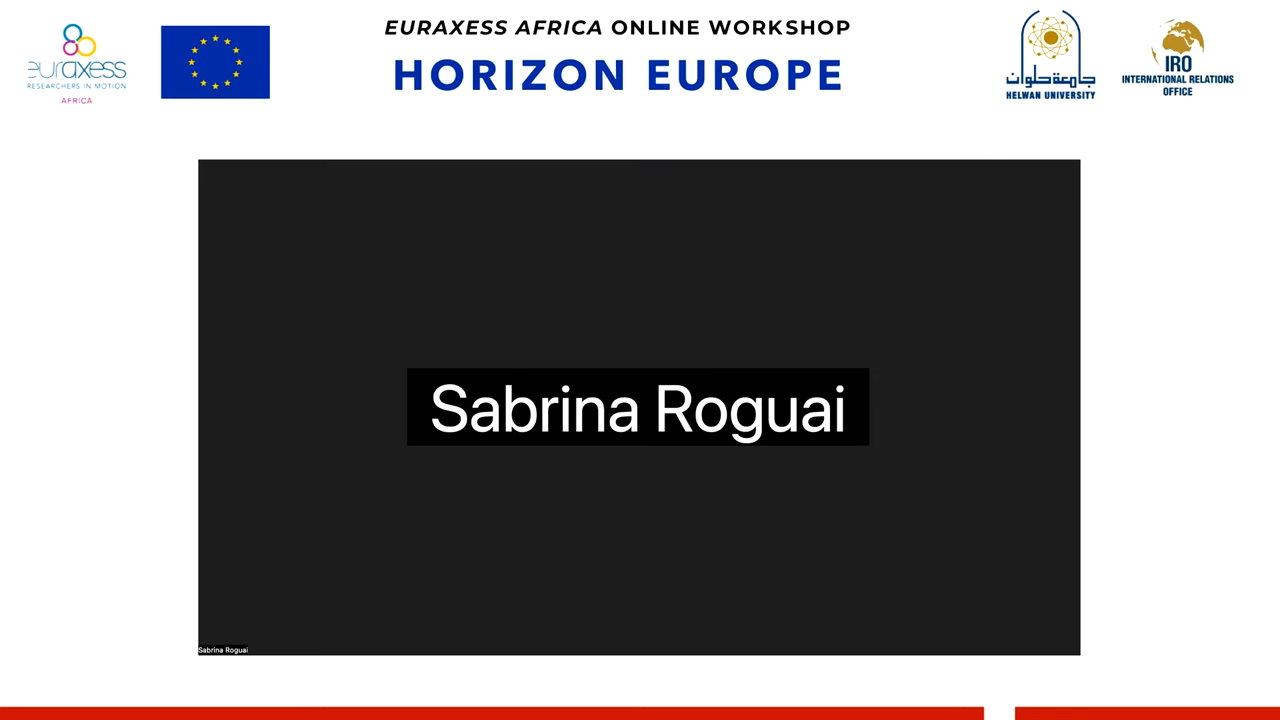 EURAXESS AFRICA ONLINE WORKSHOP
HORIZON EUROPE
euraxess
RESEARCHERS IN MOTION
AFRICA
جامعة حلوان
HELWAN UNIVERSITY
IRO
INTERNATIONAL RELATIONS
OFFICE
Sabrina Roguai
Sabrina Roguai